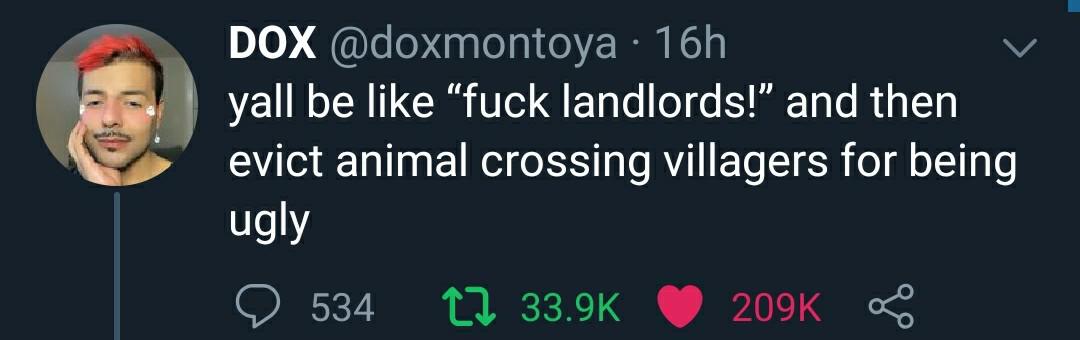 DOX @doxmontoya · 16h
yall be like “fuck landlords!” and then
evict animal crossing villagers for being
ugly
534 33.9K 209K